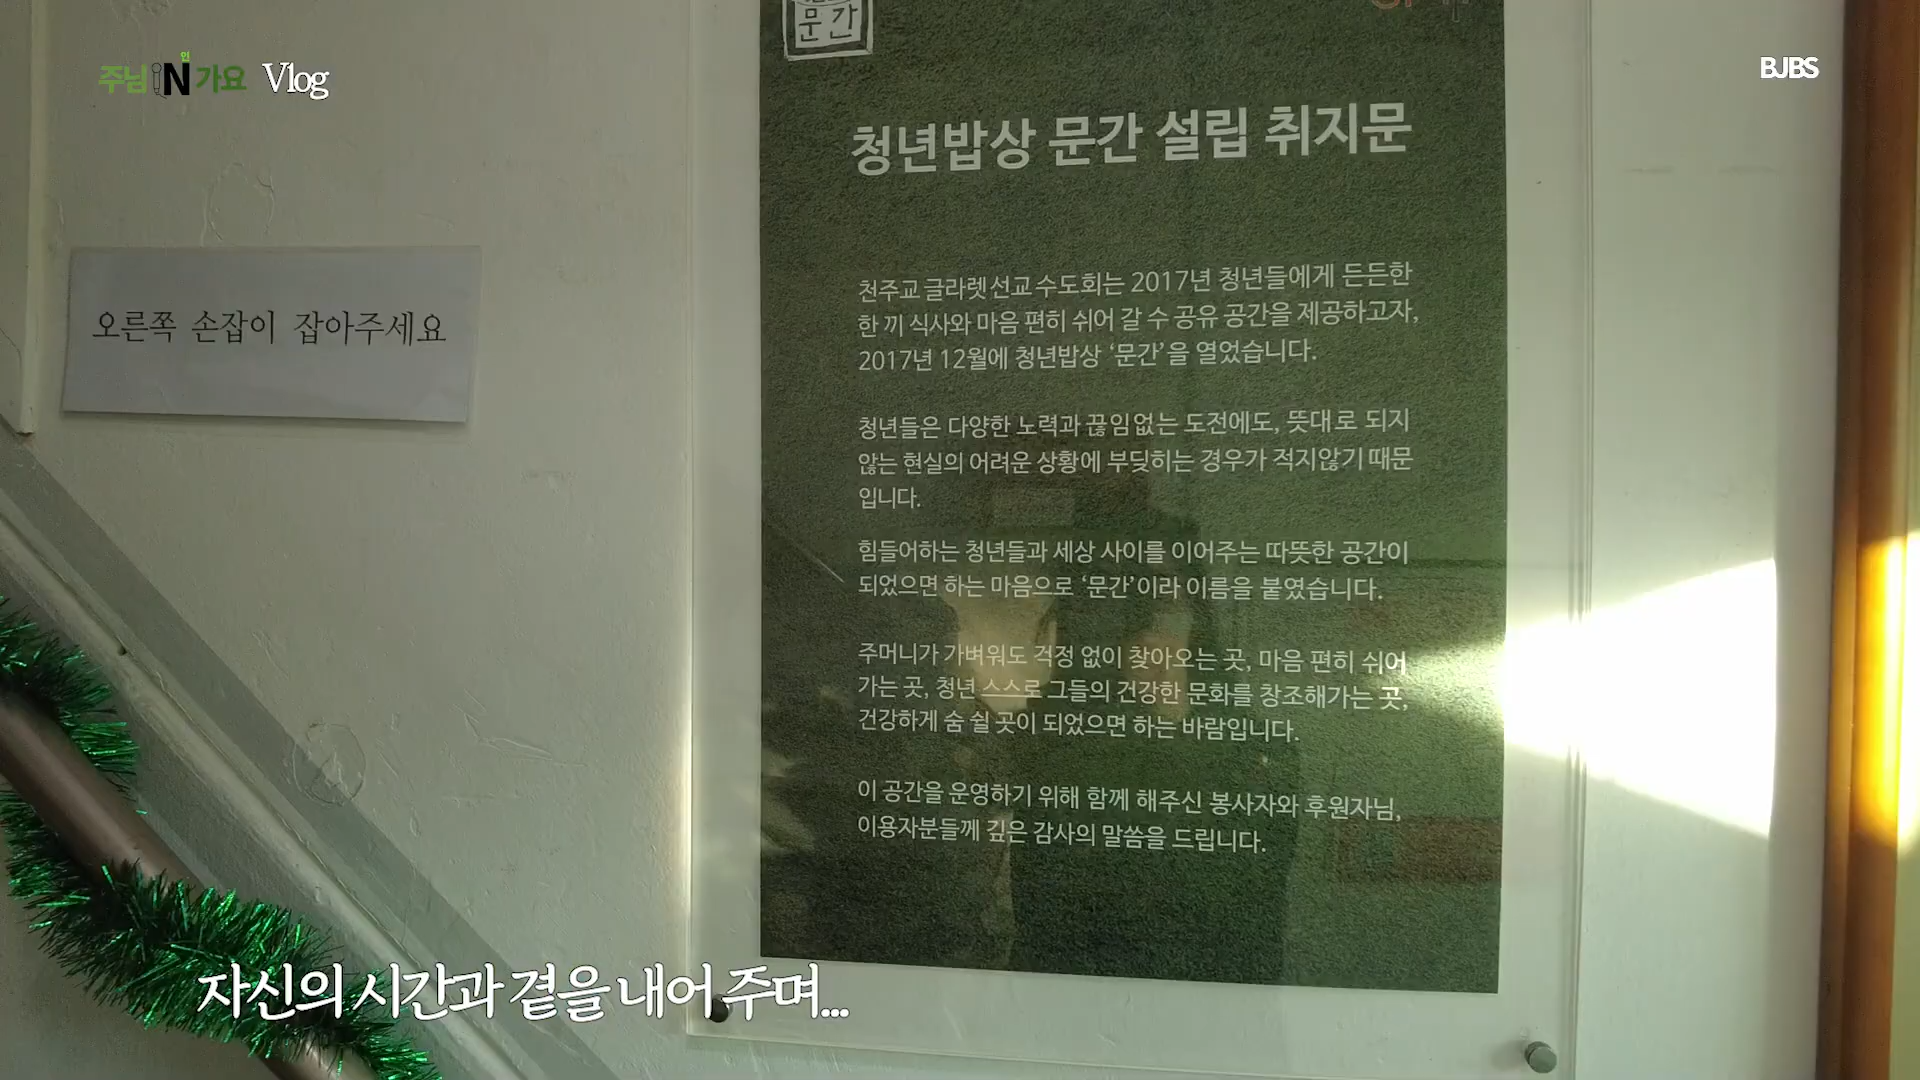 주님 iN 가요 Vlog
인
BJBS
문간
청년밥상 문간 설립 취지문
오른쪽 손잡이 잡아주세요
천주교 글라렛선교 수도회는 2017년 청년들에게 든든한
한 끼 식사와 마음 편히 쉬어 갈 수 공유 공간을 제공하고자,
2017년 12월에 청년밥상 ‘문간’을 열었습니다.
청년들은 다양한 노력과 끊임없는 도전에도, 뜻대로 되지
않는 현실의 어려운 상황에 부딪히는 경우가 적지않기 때문
입니다.
힘들어하는 청년들과 세상 사이를 이어주는 따뜻한 공간이
되었으면 하는 마음으로 ‘문간’이라 이름을 붙였습니다.
주머니가 가벼워도 걱정 없이 찾아오는 곳, 마음 편히 쉬어
가는 곳, 청년 스스로 그들의 건강한 문화를 창조해가는 곳,
건강하게 숨 쉴 곳이 되었으면 하는 바람입니다.
이 공간을 운영하기 위해 함께 해주신 봉사자와 후원자님,
이용자분들께 깊은 감사의 말씀을 드립니다.
자신의 시간과 곁을 내어 주며...